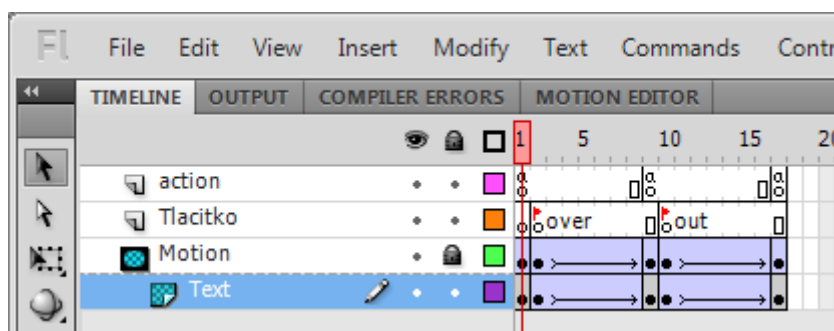 Fl File Edit View Insert Modify Text Commands Contr
TIMELINE OUTPUT COMPILER ERRORS MOTION EDITOR
1 5 10 15 20
action a a a
Tlacitko over out
Motion
Text